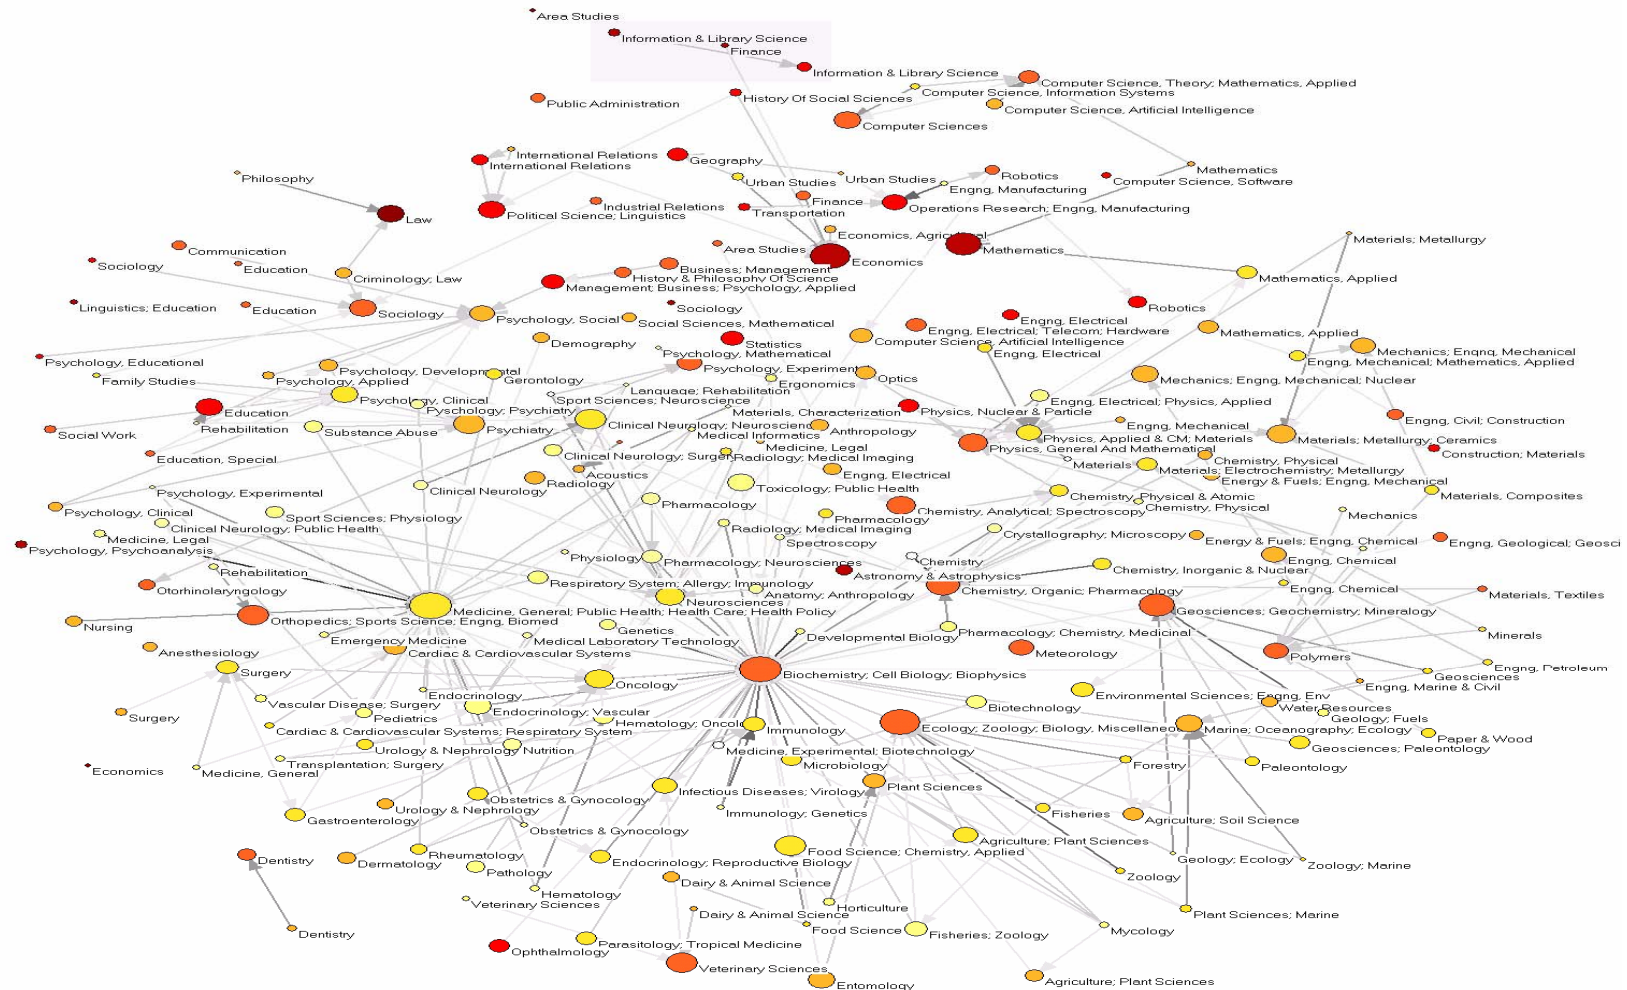 Area Studies
Information & Library Science
Finance
Information & Library Science
Computer Science, Theory; Mathematics, Applied
Computer Science, Information Systems
History Of Social Sciences
Public Administration
Computer Science, Artificial Intelligence
Computer Sciences
International Relations
International Relations
Geography
Mathematics
Philosophy
Urban Studies
Urban Studies
Robotics
Computer Science, Software
Engng, Manufacturing
Finance
Industrial Relations
Transportation
Operations Research; Engng, Manufacturing
Political Science; Linguistics
Law
Economics, Agricultural
Materials; Metallurgy
Communication
Area Studies
Mathematics
Economics
Sociology
Education
Criminology; Law
Business; Management
History & Philosophy Of Science
Management; Business; Psychology, Applied
Mathematics, Applied
Linguistics; Education
Education
Sociology
Sociology
Robotics
Psychology, Social
Social Sciences, Mathematical
Engng, Electrical
Engng, Electrical; Telecom; Hardware
Mathematics, Applied
Demography
Statistics
Computer Science, Artificial Intelligence
Psychology, Mathematical
Engng, Electrical
Mechanics; Engng, Mechanical
Engng, Mechanical; Mathematics, Applied
Psychology, Educational
Psychology, Developmental
Psychology, Experiment
Family Studies
Psychology, Applied
Gerontology
Ergonomics
Optics
Mechanics; Engng, Mechanical; Nuclear
Language; Rehabilitation
Psychology, Clinical
Sport Sciences; Neuroscience
Engng, Electrical; Physics, Applied
Education
Psychology; Psychiatry
Materials, Characterization
Physics, Nuclear & Particle
Engng, Civil; Construction
Rehabilitation
Social Work
Substance Abuse
Psychiatry
Clinical Neurology; Neuroscienc
Anthropology
Engng, Mechanical
Medical Informatics
Physics, Applied & CM; Materials
Materials; Metallurgy; Ceramics
Medicine, Legal
Physics, General And Mathematical
Education, Special
Clinical Neurology; Surgery
Radiology; Medical Imaging
Construction; Materials
Materials
Chemistry, Physical
Materials; Electrochemistry; Metallurgy
Acoustics
Engng, Electrical
Energy & Fuels; Engng, Mechanical
Radiology
Psychology, Experimental
Clinical Neurology
Toxicology; Public Health
Chemistry, Physical & Atomic
Materials, Composites
Pharmacology
Chemistry, Physical
Psychology, Clinical
Sport Sciences; Physiology
Chemistry, Analytical; Spectroscopy
Pharmacology
Mechanics
Clinical Neurology; Public Health
Radiology; Medical Imaging
Crystallography; Microscopy
Medicine, Legal
Spectroscopy
Energy & Fuels; Engng, Chemical
Engng, Geological; Geosci
Psychology, Psychoanalysis
Physiology
Pharmacology; Neurosciences
Chemistry
Engng, Chemical
Rehabilitation
Chemistry, Inorganic & Nuclear
Astronomy & Astrophysics
Otorhinolaryngology
Respiratory System; Allergy; Immunology
Anatomy; Anthropology
Chemistry, Organic; Pharmacology
Engng, Chemical
Materials, Textiles
Neurosciences
Medicine, General; Public Health; Health Care; Health Policy
Geosciences; Geochemistry, Mineralogy
Orthopedics; Sports Science; Engng, Biomed
Nursing
Genetics
Pharmacology; Chemistry, Medicinal
Minerals
Emergency Medicine
Medical Laboratory Technology
Developmental Biology
Anesthesiology
Cardiac & Cardiovascular Systems
Meteorology
Polymers
Surgery
Biochemistry; Cell Biology; Biophysics
Engng, Petroleum
Geosciences
Oncology
Engng, Marine & Civil
Endocrinology
Environmental Sciences; Engng, Env
Vascular Disease; Surgery
Biotechnology
Water Resources
Surgery
Pediatrics
Endocrinology; Vascular
Geology; Fuels
Hematology; Oncolo
Immunology
Ecology; Zoology; Biology, Miscellaneo
Marine; Oceanography; Ecology
Cardiac & Cardiovascular Systems; Respiratory System
Paper & Wood
Urology & Nephrology
Nutrition
Medicine, Experimental; Biotechnology
Geosciences; Paleontology
Transplantation; Surgery
Microbiology
Forestry
Paleontology
Economics
Medicine, General
Plant Sciences
Infectious Diseases; Virology
Obstetrics & Gynocology
Urology & Nephrology
Immunology; Genetics
Fisheries
Agriculture; Soil Science
Gastroenterology
Obstetrics & Gynocology
Agriculture; Plant Sciences
Food Science; Chemistry, Applied
Rheumatology
Dentistry
Dermatology
Endocrinology; Reproductive Biology
Geology; Ecology
Zoology; Marine
Pathology
Zoology
Dairy & Animal Science
Hematology
Veterinary Sciences
Horticulture
Dairy & Animal Science
Plant Sciences; Marine
Food Science
Mycology
Dentistry
Fisheries; Zoology
Parasitology; Tropical Medicine
Ophthalmology
Veterinary Sciences
Agriculture; Plant Sciences
Entomology